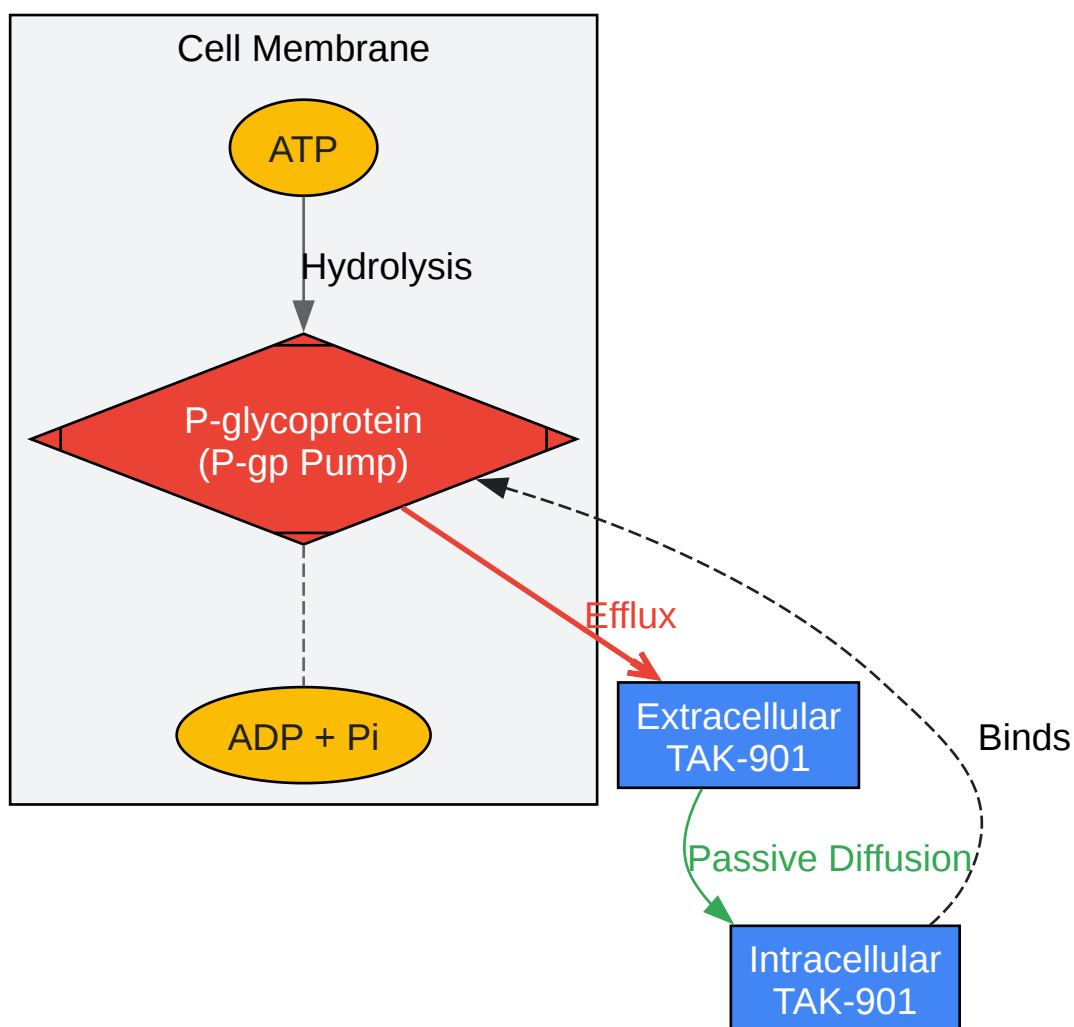 Cell Membrane
ATP
Hydrolysis
P-glycoprotein
(P-gp Pump)
Efflux
Extracellular
TAK-901
Binds
ADP + Pi
Passive Diffusion
Intracellular
TAK-901